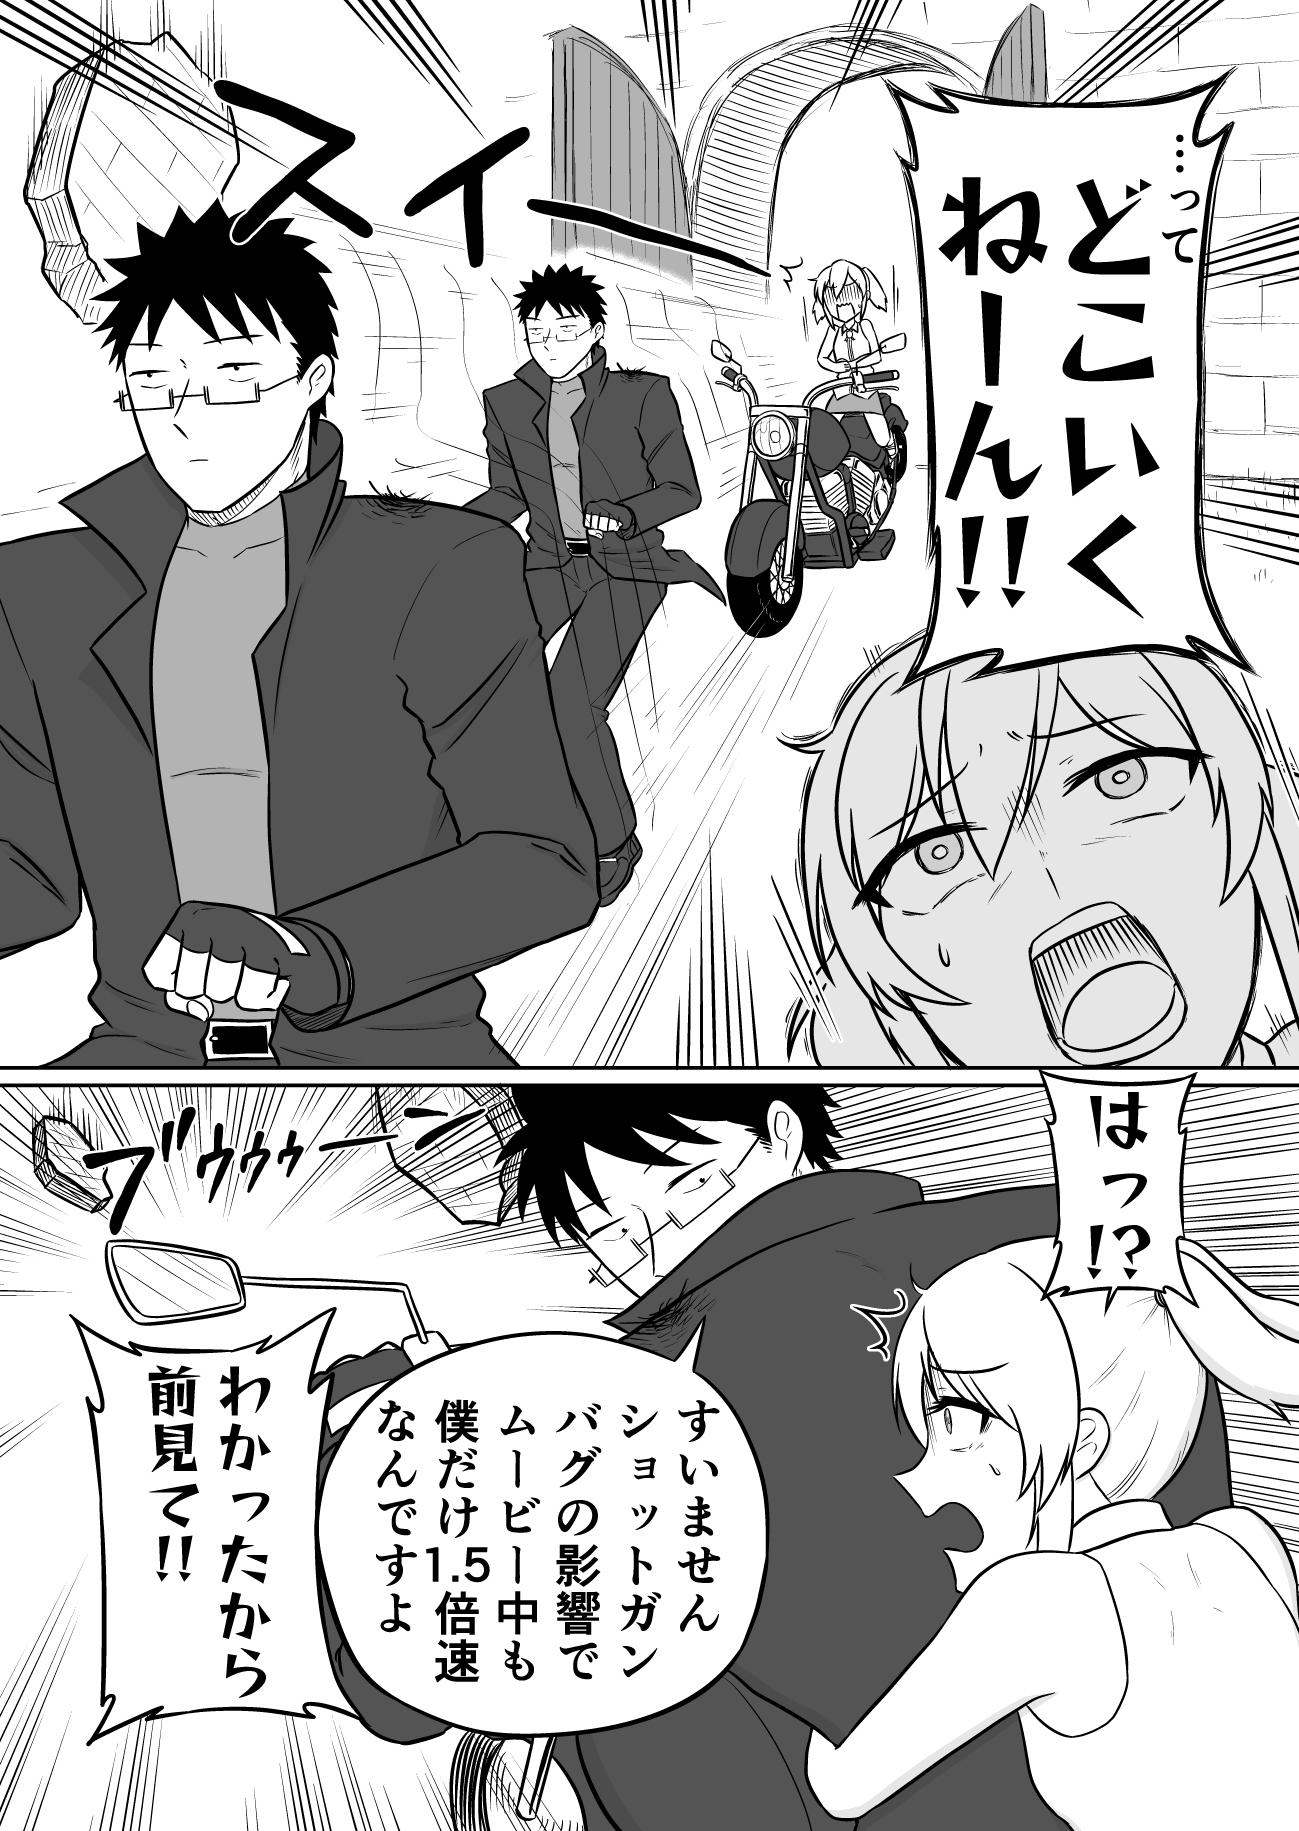 …って
どこいく
ねーん!!
スイー
はっ!?
すいません
ショットガン
バグの影響で
ムービー中も
僕だけ1.5倍速
なんですよ
ブゥゥゥーン
わかったから
前見て!!